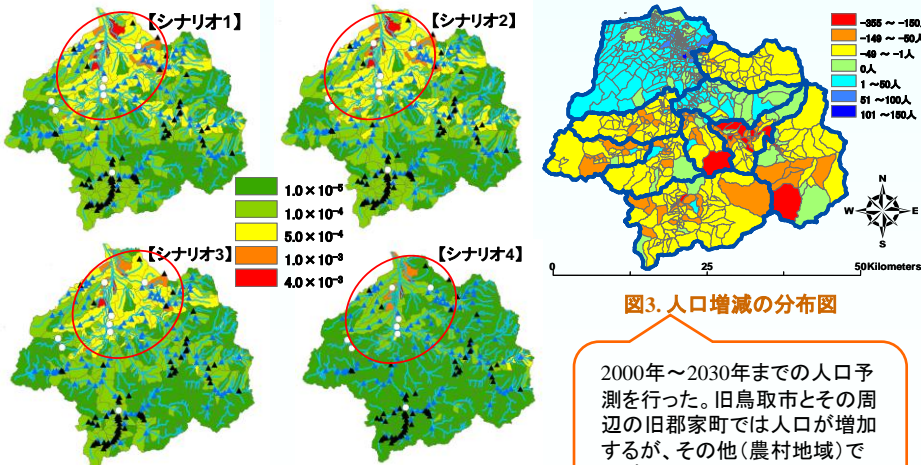 【シナリオ1】
【シナリオ2】
1.0×10⁻⁵
1.0×10⁻⁴
5.0×10⁻⁴
1.0×10⁻³
4.0×10⁻³
【シナリオ3】
【シナリオ4】
-355 ～ -150人
-149 ～ -50人
-49 ～ -1人
0人
1 ～50人
51 ～100人
101 ～150人
N
W
E
S
0
25
50Kilometers
図3. 人口増減の分布図
2000年～2030年までの人口予
測を行った。旧鳥取市とその周
辺の旧郡家町では人口が増加
するが、その他(農村地域)で